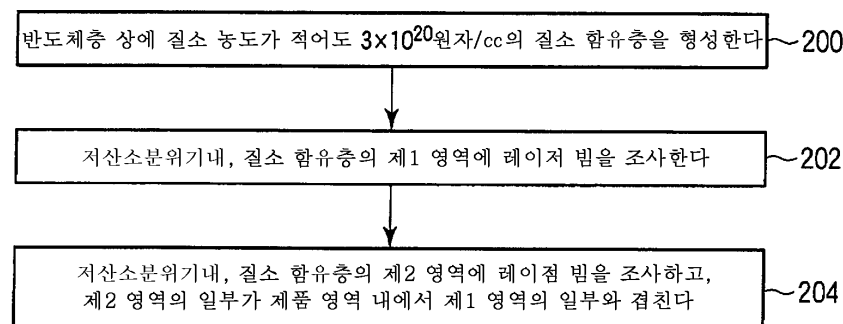 반도체층 상에 질소 농도가 적어도 3×10²⁰원자/cc의 질소 함유층을 형성한다 200
저산소분위기내, 질소 함유층의 제1 영역에 레이저 빔을 조사한다 202
저산소분위기내, 질소 함유층의 제2 영역에 레이점 빔을 조사하고,
제2 영역의 일부가 제품 영역 내에서 제1 영역의 일부와 겹친다 204